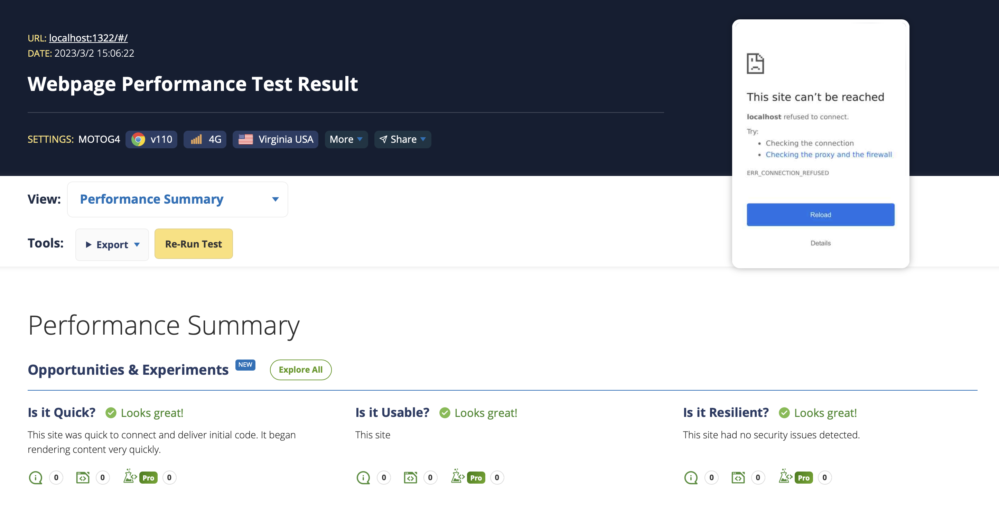 URL: localhost:1322/#/
DATE: 2023/3/2 15:06:22
Webpage Performance Test Result
SETTINGS: MOTOG4 v110 4G Virginia USA More Share
This site can’t be reached
localhost refused to connect.
Try:
• Checking the connection
• Checking the proxy and the firewall
ERR_CONNECTION_REFUSED
Reload
Details
View: Performance Summary
Tools: Export Re-Run Test
Performance Summary
Opportunities & Experiments NEW Explore All
Is it Quick? Looks great!
This site was quick to connect and deliver initial code. It began
rendering content very quickly.
0 0 Pro 0
Is it Usable? Looks great!
This site
0 0 Pro 0
Is it Resilient? Looks great!
This site had no security issues detected.
0 0 Pro 0